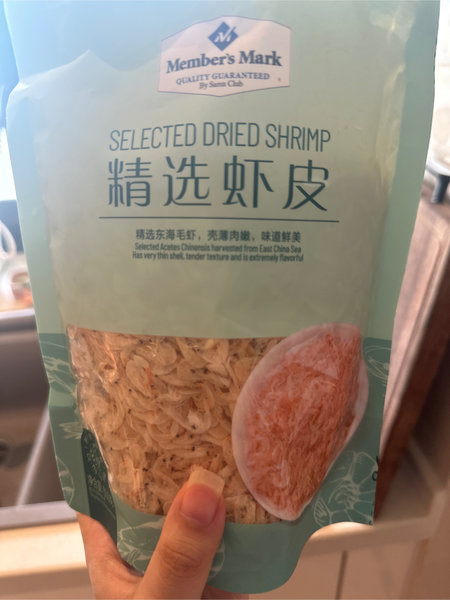 Member's Mark
QUALITY GUARANTEED
By Sam's Club
SELECTED DRIED SHRIMP
精选虾皮
精选东海毛虾，壳薄肉嫩，味道鲜美
Selected Acetes Chinensis harvested from East China Sea
Has very thin shell, tender texture and is extremely flavorful